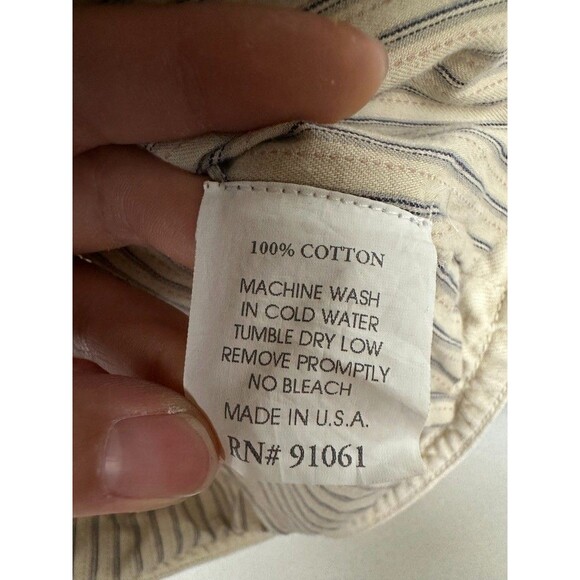 100% COTTON
MACHINE WASH
IN COLD WATER
TUMBLE DRY LOW
REMOVE PROMPTLY
NO BLEACH
MADE IN U.S.A.
RN# 91061